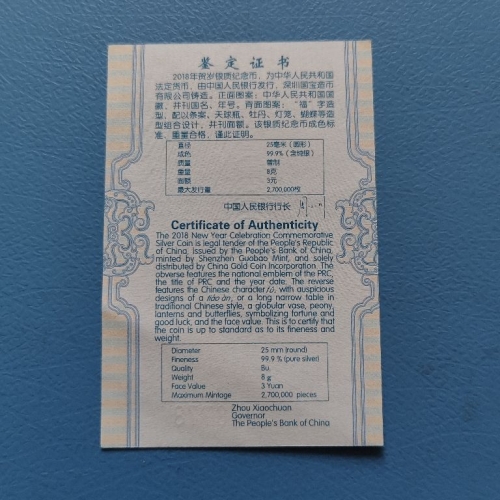 鉴定证书
2018年贺岁银质纪念币，为中华人民共和国
法定货币，由中国人民银行发行，深圳国宝造币
有限公司铸造。正面图案：中华人民共和国国
徽，并刊国名、年号。背面图案：“福”字造
型，配以条案、天球瓶、牡丹、灯笼、蝴蝶等造
型组合设计，并刊面额。该银质纪念币成色标
准、重量合格，谨此证明。
直径 25毫米（圆形）
成色 99.9%（含纯银）
质量 普制
重量 8克
面额 3元
最大发行量 2,700,000枚
中国人民银行行长
Certificate of Authenticity
The 2018 New Year Celebration Commemorative
Silver Coin is legal tender of the People's Republic
of China, issued by the People's Bank of China,
minted by Shenzhen Guobao Mint, and solely
distributed by China Gold Coin Incorporation. The
obverse features the national emblem of the PRC,
the title of PRC and the year date. The reverse
features the Chinese character fú, with auspicious
designs of a tiáo àn, or a long narrow table in
traditional Chinese style, a globular vase, peony,
lanterns and butterflies, symbolizing fortune and
good luck, and the face value. This is to certify that
the coin is up to standard as to its fineness and
weight.
Diameter 25 mm (round)
Fineness 99.9 % (pure silver)
Quality Bu
Weight 8 g
Face Value 3 Yuan
Maximum Mintage 2,700,000 pieces
Zhou Xiaochuan
Governor
The People's Bank of China